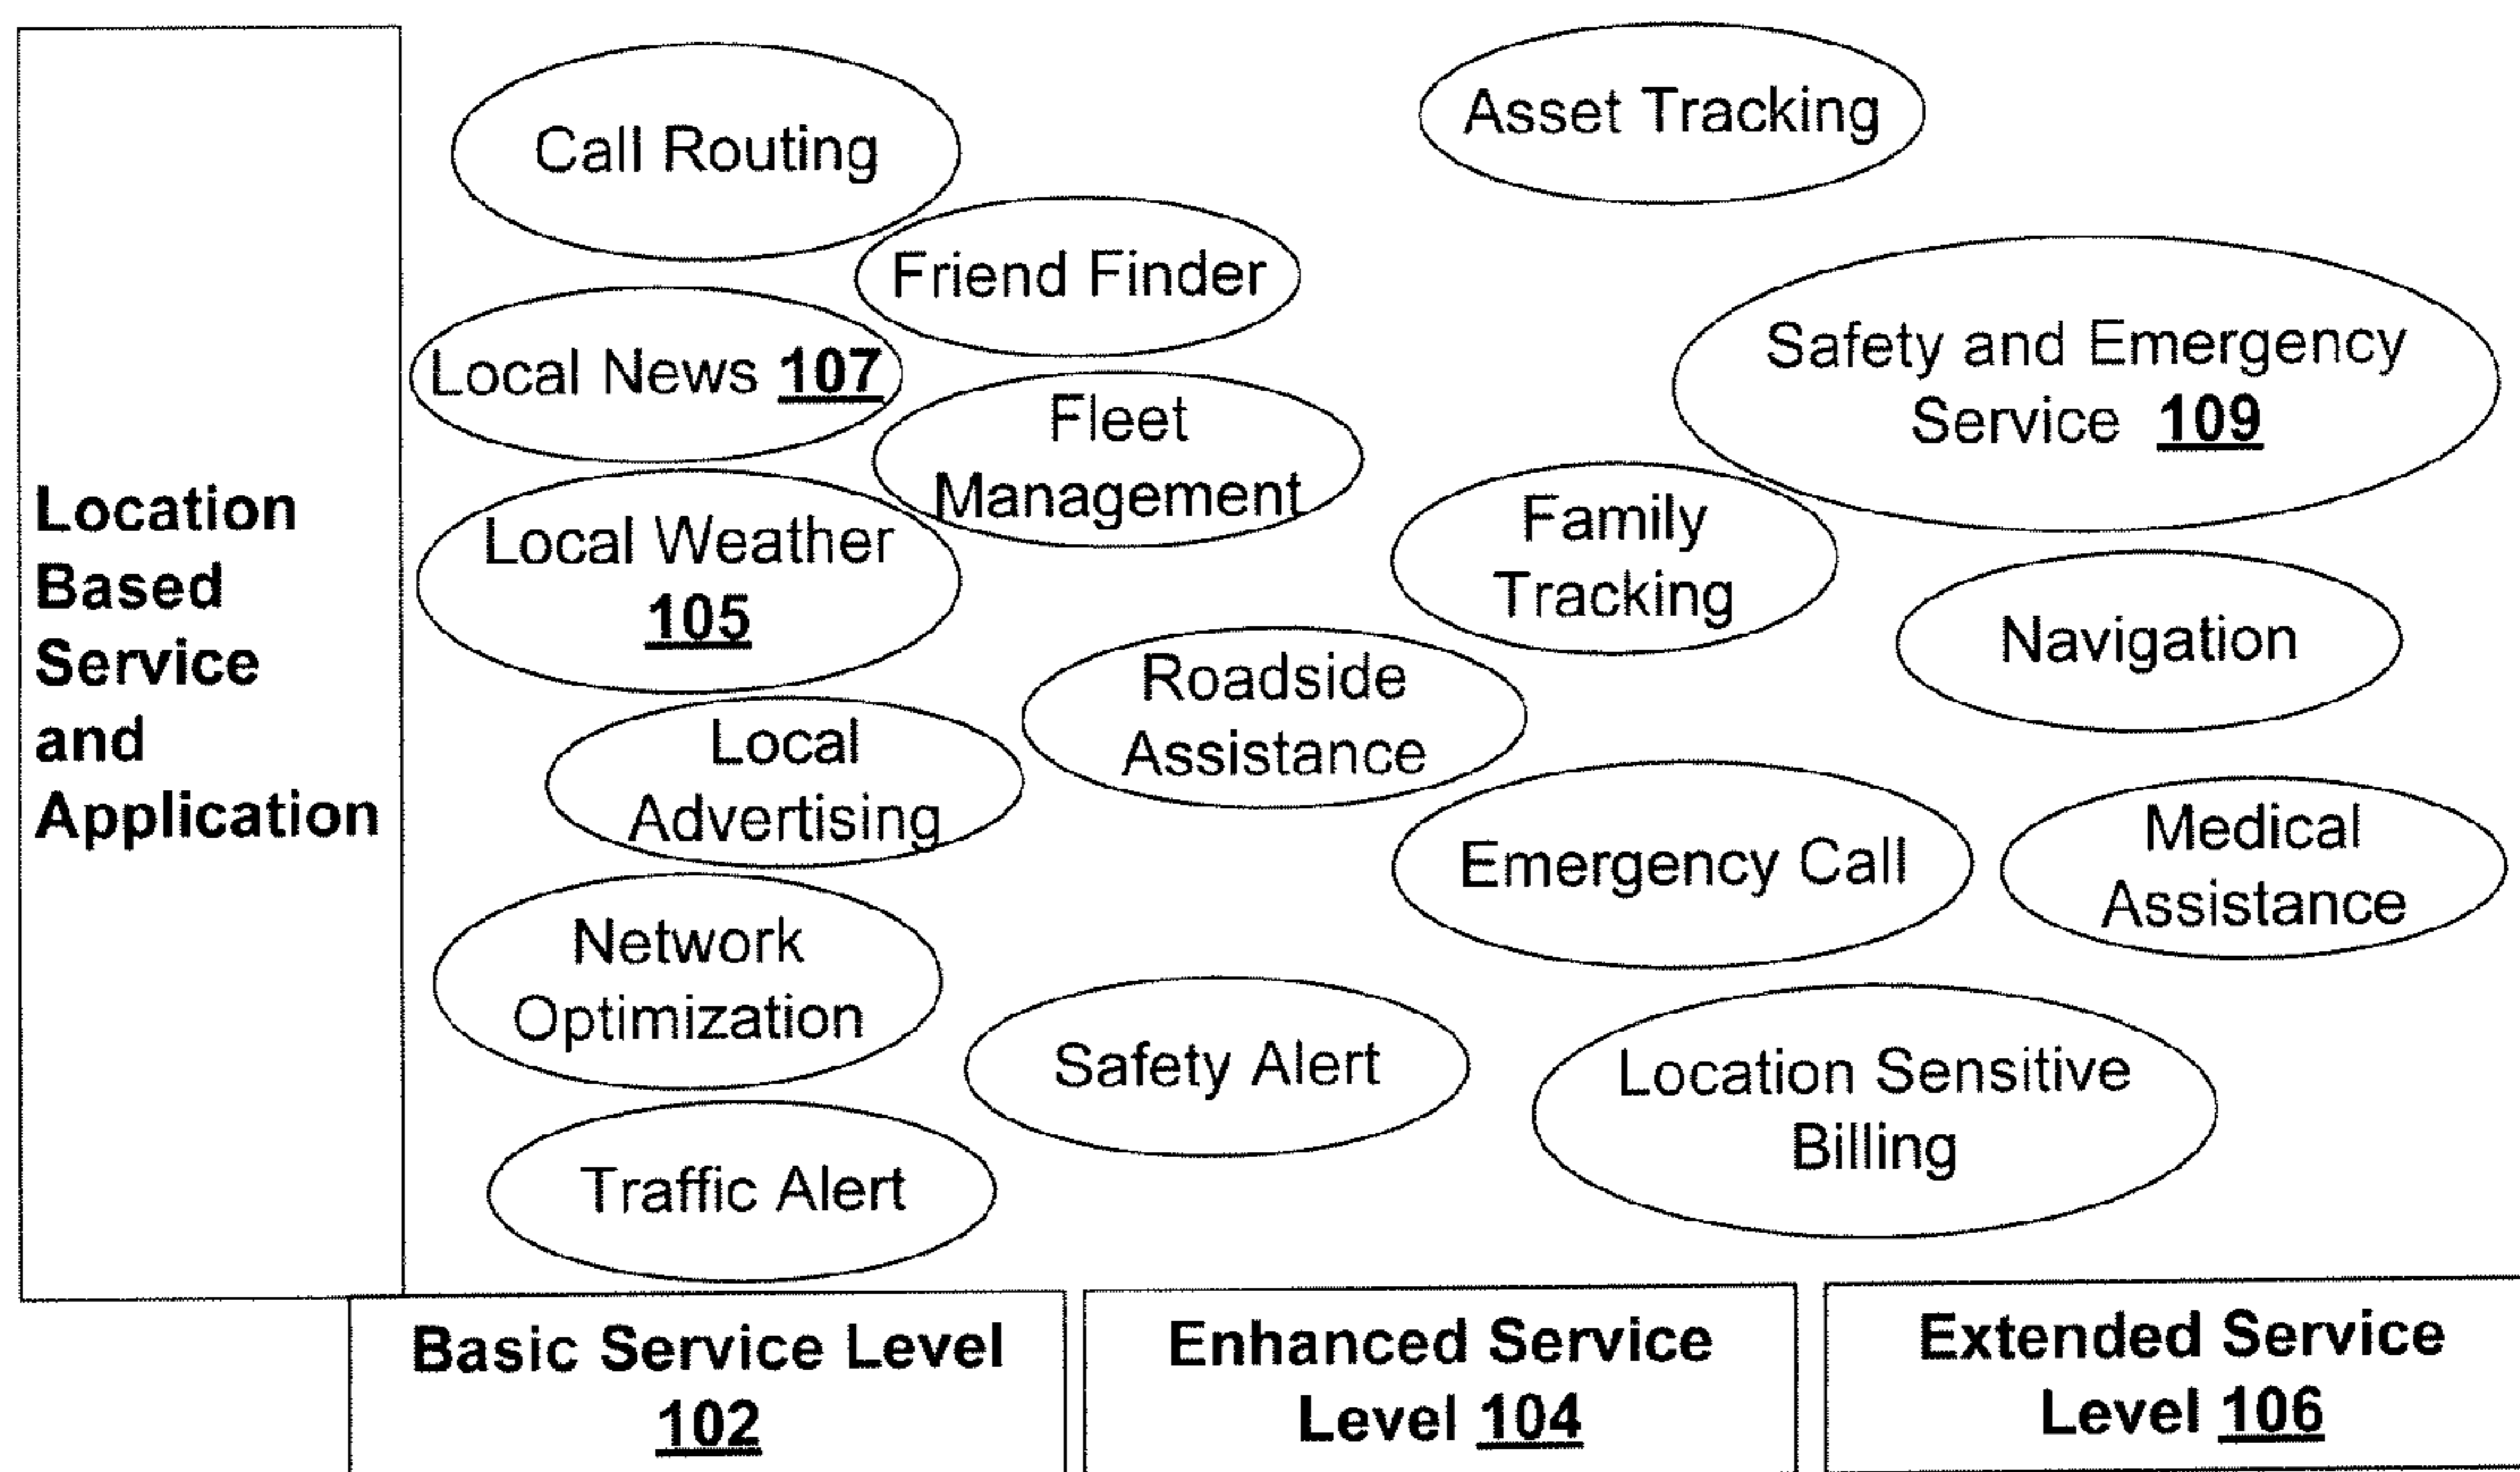 Location
Based
Service
and
Application
Call Routing
Asset Tracking
Friend Finder
Local News 107
Safety and Emergency
Service 109
Fleet
Management
Local Weather
105
Family
Tracking
Navigation
Roadside
Assistance
Local
Advertising
Emergency Call
Medical
Assistance
Network
Optimization
Safety Alert
Location Sensitive
Billing
Traffic Alert
Basic Service Level
102
Enhanced Service
Level 104
Extended Service
Level 106